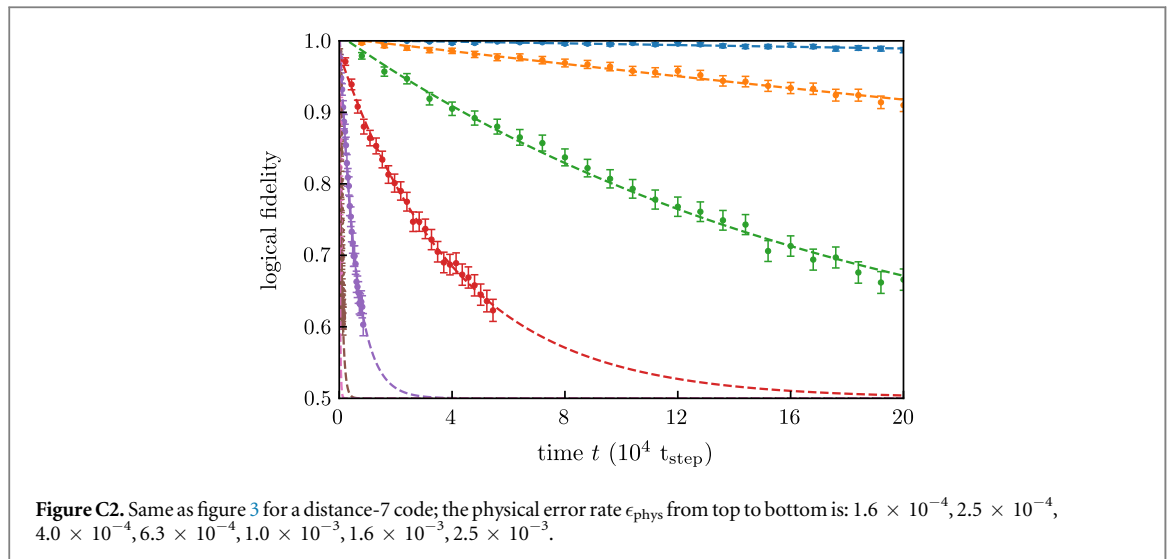 1.0
0.9
0.8
0.7
0.6
0.5
logical fidelity
0 4 8 12 16 20
time t (10⁴ t_step)
Figure C2. Same as figure 3 for a distance-7 code; the physical error rate ϵ_phys from top to bottom is: 1.6 × 10⁻⁴, 2.5 × 10⁻⁴,
4.0 × 10⁻⁴, 6.3 × 10⁻⁴, 1.0 × 10⁻³, 1.6 × 10⁻³, 2.5 × 10⁻³.